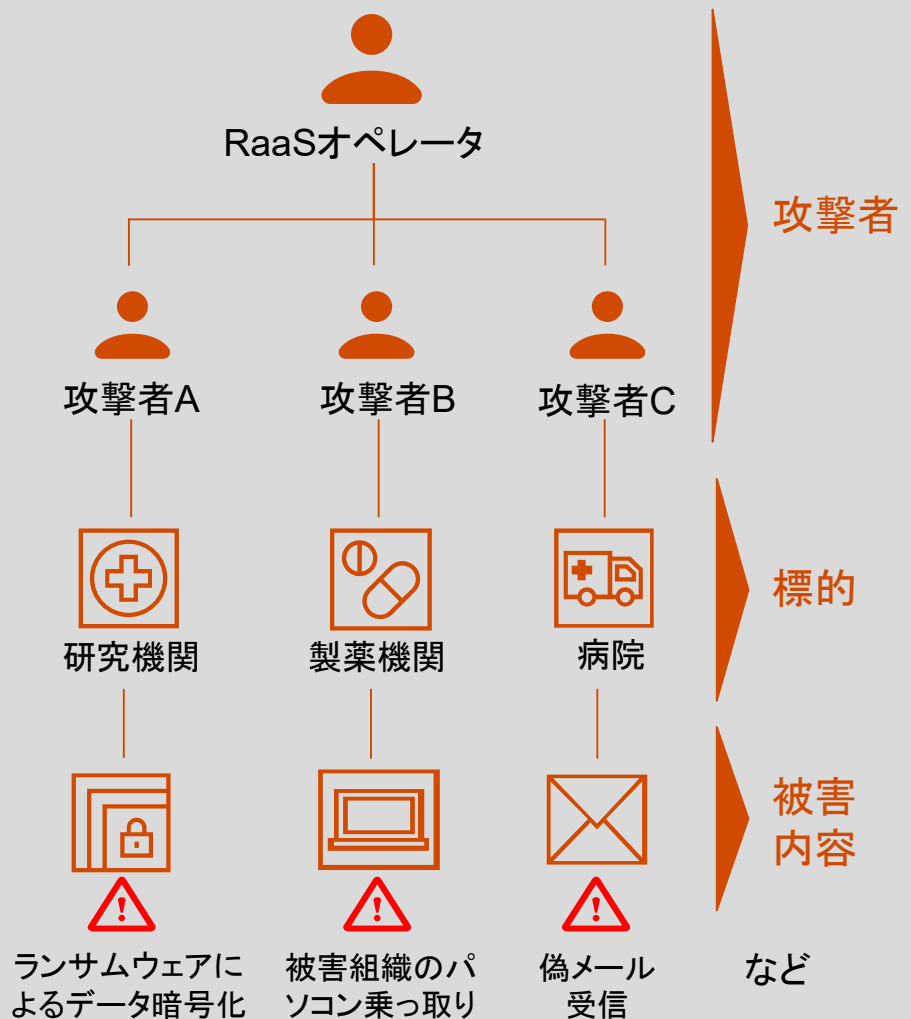 RaaSオペレータ
攻撃者
攻撃者A
攻撃者B
攻撃者C
標的
研究機関
製薬機関
病院
被害
内容
ランサムウェアに
よるデータ暗号化
被害組織のパ
ソコン乗っ取り
偽メール
受信
など